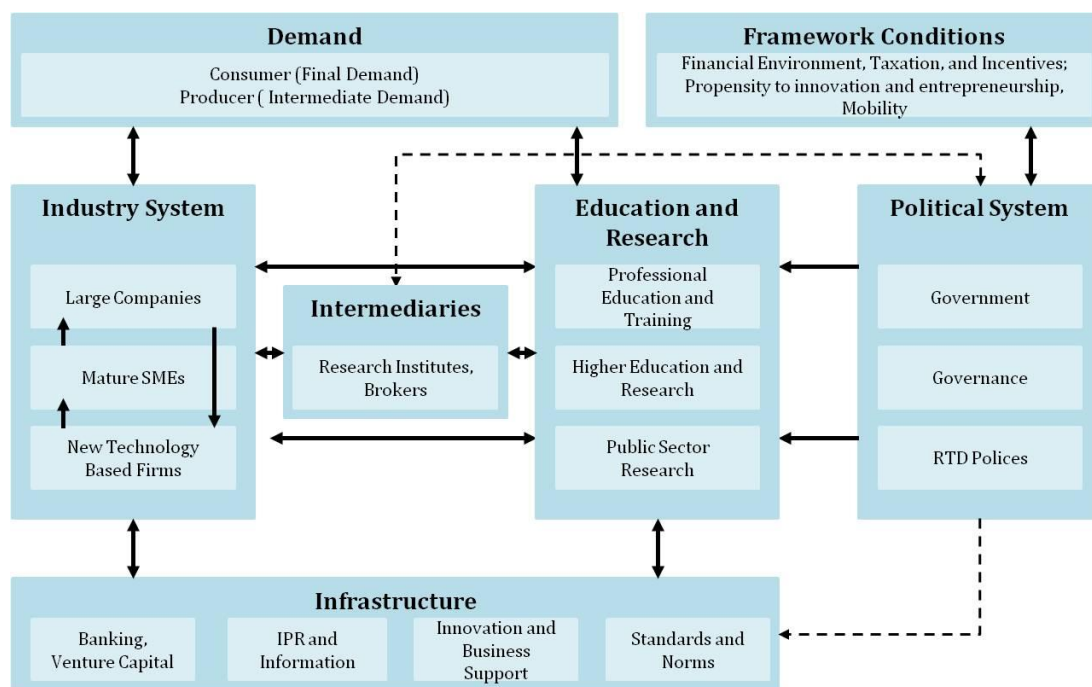 Demand
Consumer (Final Demand)
Producer ( Intermediate Demand)
Framework Conditions
Financial Environment, Taxation, and Incentives;
Propensity to innovation and entrepreneurship,
Mobility
Industry System
Large Companies
Mature SMEs
New Technology
Based Firms
Intermediaries
Research Institutes,
Brokers
Education and
Research
Professional
Education and
Training
Higher Education and
Research
Public Sector
Research
Political System
Government
Governance
RTD Polices
Infrastructure
Banking,
Venture Capital
IPR and
Information
Innovation and
Business
Support
Standards and
Norms